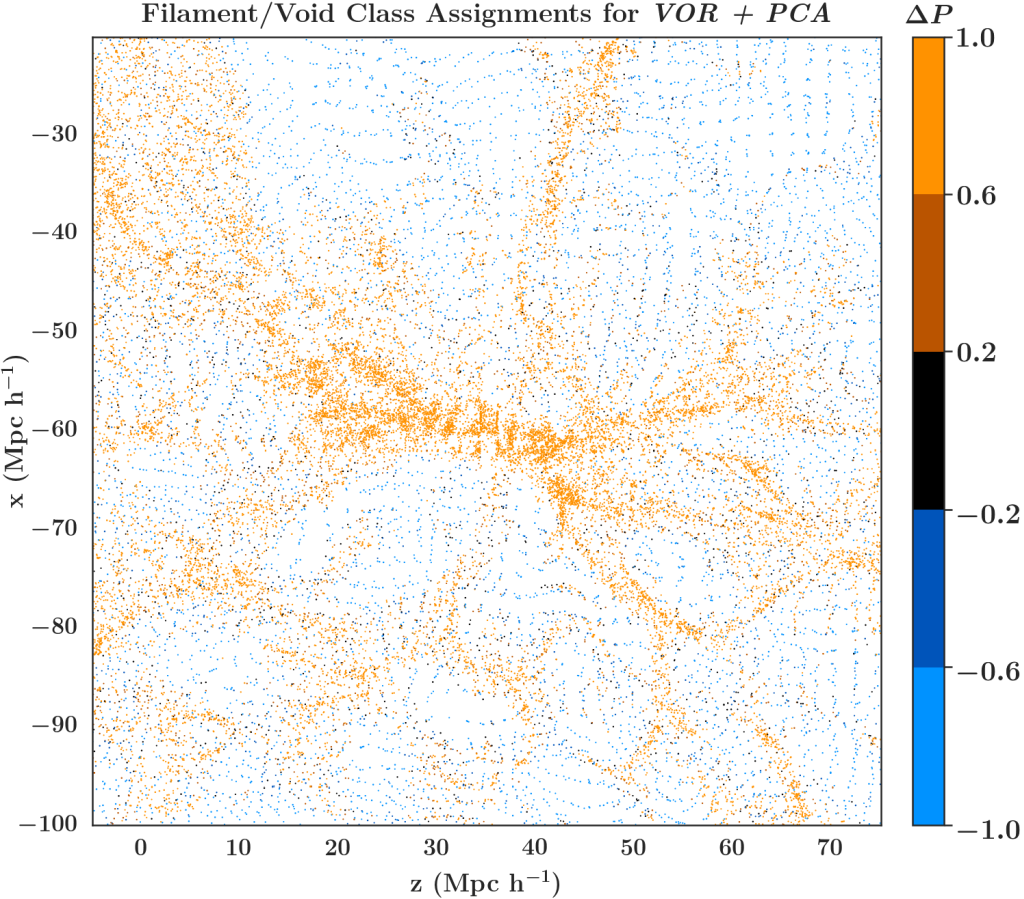 Filament/Void Class Assignments for VOR + PCA
ΔP
1.0
0.6
0.2
−0.2
−0.6
−1.0
x (Mpc h⁻¹)
−30
−40
−50
−60
−70
−80
−90
−100
0 10 20 30 40 50 60 70
z (Mpc h⁻¹)